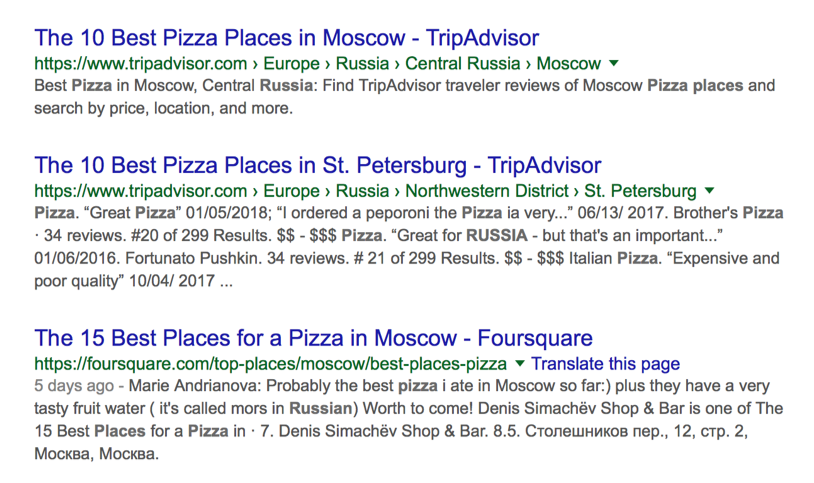 The 10 Best Pizza Places in Moscow - TripAdvisor
https://www.tripadvisor.com › Europe › Russia › Central Russia › Moscow
Best Pizza in Moscow, Central Russia: Find TripAdvisor traveler reviews of Moscow Pizza places and
search by price, location, and more.
The 10 Best Pizza Places in St. Petersburg - TripAdvisor
https://www.tripadvisor.com › Europe › Russia › Northwestern District › St. Petersburg
Pizza. “Great Pizza” 01/05/2018; “I ordered a peporoni the Pizza ia very...” 06/13/ 2017. Brother's Pizza
· 34 reviews. #20 of 299 Results. $$ - $$$ Pizza. “Great for RUSSIA - but that's an important...”
01/06/2016. Fortunato Pushkin. 34 reviews. # 21 of 299 Results. $$ - $$$ Italian Pizza. “Expensive and
poor quality” 10/04/ 2017 ...
The 15 Best Places for a Pizza in Moscow - Foursquare
https://foursquare.com/top-places/moscow/best-places-pizza Translate this page
5 days ago - Marie Andrianova: Probably the best pizza i ate in Moscow so far:) plus they have a very
tasty fruit water ( it's called mors in Russian) Worth to come! Denis Simachëv Shop & Bar is one of The
15 Best Places for a Pizza in · 7. Denis Simachëv Shop & Bar. 8.5. Столешников пер., 12, стр. 2,
Москва, Москва.